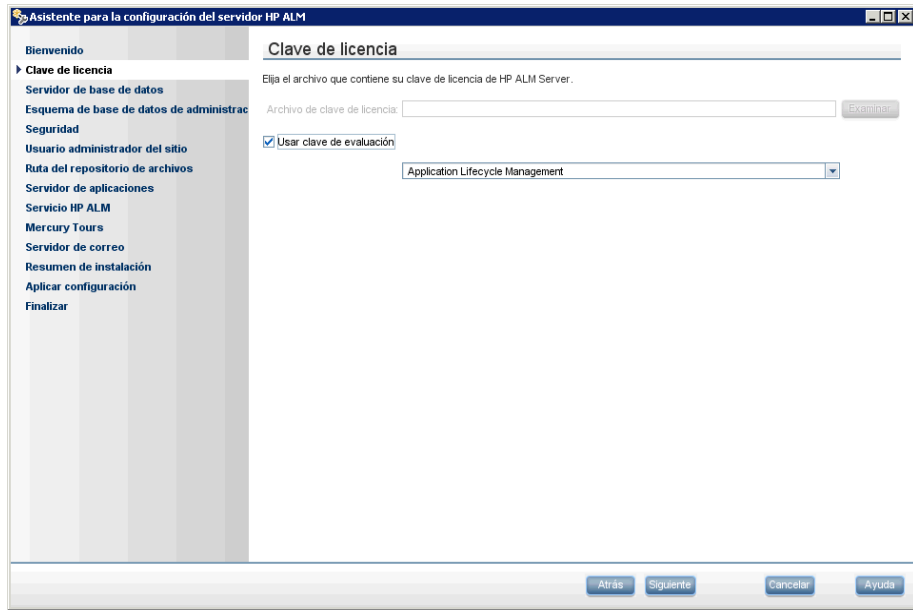 Asistente para la configuración del servidor HP ALM
Bienvenido
Clave de licencia
Servidor de base de datos
Esquema de base de datos de administrac
Seguridad
Usuario administrador del sitio
Ruta del repositorio de archivos
Servidor de aplicaciones
Servicio HP ALM
Mercury Tours
Servidor de correo
Resumen de instalación
Aplicar configuración
Finalizar
Clave de licencia
Elija el archivo que contiene su clave de licencia de HP ALM Server.
Archivo de clave de licencia: Examinar...
Usar clave de evaluación
Application Lifecycle Management
Atrás Siguiente Cancelar Ayuda